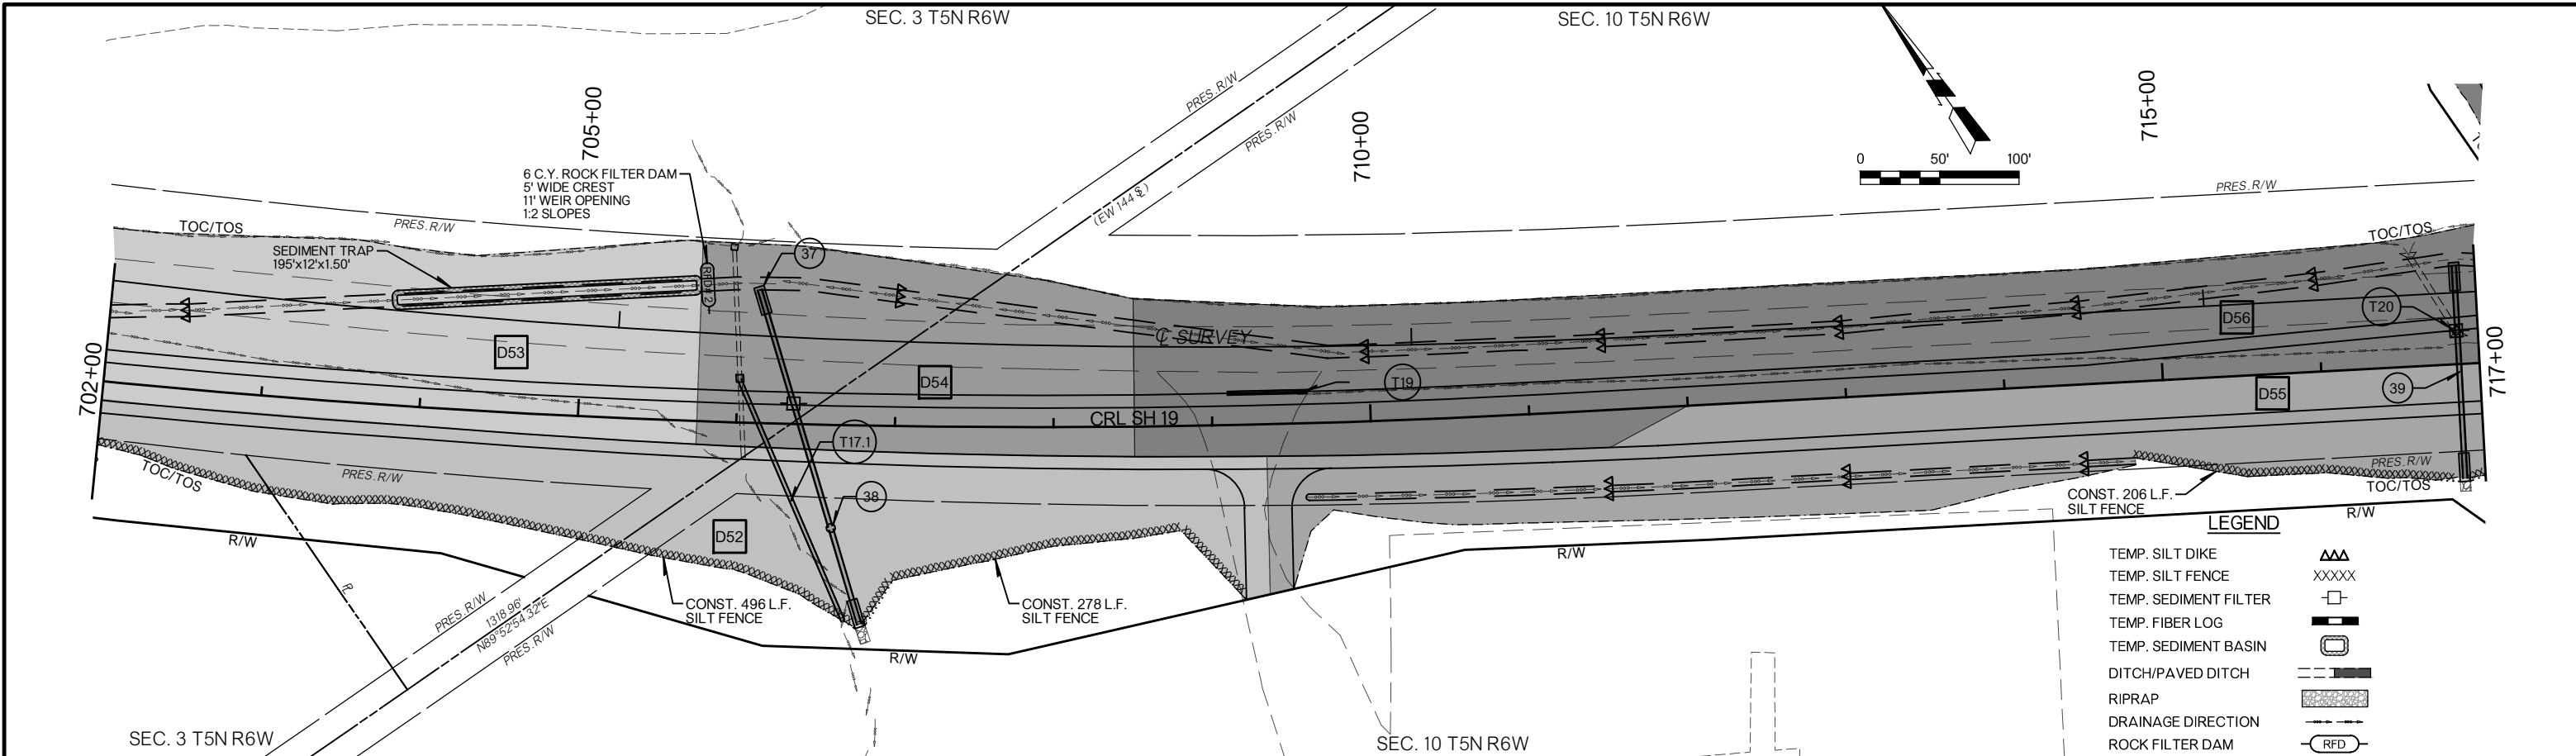 SEC. 3 T5N R6W
SEC. 10 T5N R6W
705+00
710+00
715+00
PRES. R/W
PRES. R/W
(EW 144 ℄)
0 50' 100'
6 C.Y. ROCK FILTER DAM
5' WIDE CREST
11' WEIR OPENING
1:2 SLOPES
PRES. R/W
TOC/TOS
PRES. R/W
TOC/TOS
SEDIMENT TRAP
195'x12'x1.50'
37
D56
T20
℄ SURVEY
D53
D54
T19
702+00
717+00
39
D55
CRL SH 19
T17.1
TOC/TOS
PRES. R/W
PRES. R/W
TOC/TOS
38
CONST. 206 L.F.
SILT FENCE
R/W
R/W
D52
R/W
LEGEND
TEMP. SILT DIKE
TEMP. SILT FENCE XXXXX
TEMP. SEDIMENT FILTER
TEMP. FIBER LOG
TEMP. SEDIMENT BASIN
DITCH/PAVED DITCH
RIPRAP
DRAINAGE DIRECTION
ROCK FILTER DAM RFD
PRES. R/W
1318.96'
N89°52'54.32"E
PRES. R/W
CONST. 496 L.F.
SILT FENCE
CONST. 278 L.F.
SILT FENCE
R/W
SEC. 3 T5N R6W
SEC. 10 T5N R6W